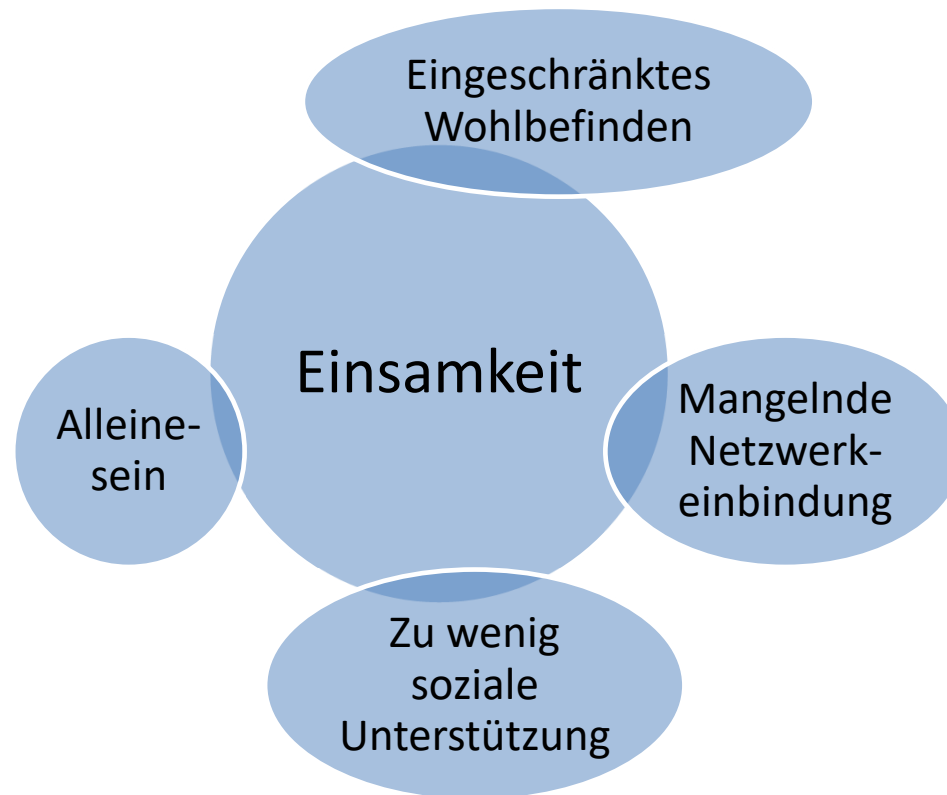 Eingeschränktes
Wohlbefinden
Einsamkeit
Alleine-
sein
Mangelnde
Netzwerk-
einbindung
Zu wenig
soziale
Unterstützung